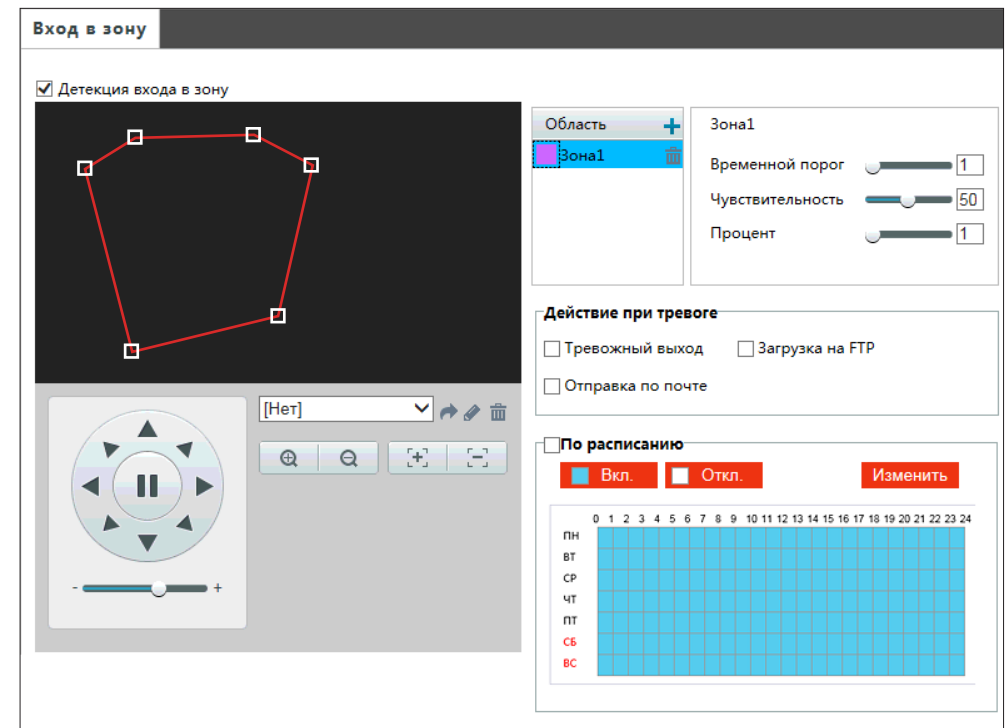 Вход в зону
Детекция входа в зону
Область +
Зона1
Зона1
Временной порог 1
Чувствительность 50
Процент 1
Действие при тревоге
Тревожный выход
Загрузка на FTP
Отправка по почте
[Нет]
- +
По расписанию
Вкл. Откл. Изменить
0 1 2 3 4 5 6 7 8 9 10 11 12 13 14 15 16 17 18 19 20 21 22 23 24
ПН
ВТ
СР
ЧТ
ПТ
СБ
ВС